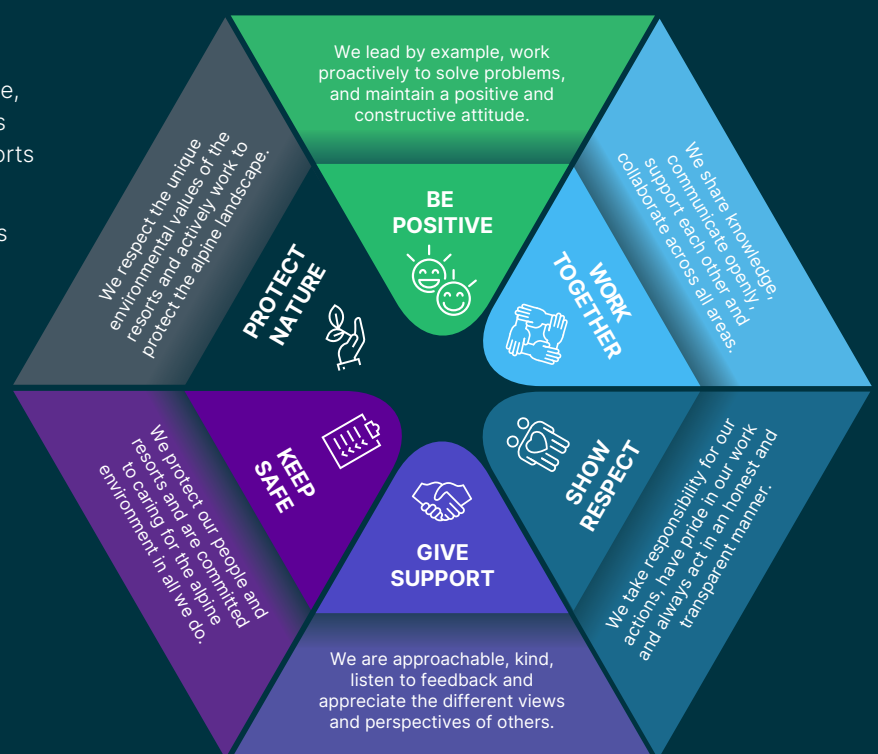 e,
s
orts
s
We lead by example, work
proactively to solve problems,
and maintain a positive and
constructive attitude.
BE
POSITIVE
We share knowledge,
communicate openly,
support each other and
collaborate across all areas.
WORK
TOGETHER
We take responsibility for our
actions, have pride in our work
and always act in an honest and
transparent manner.
SHOW
RESPECT
GIVE
SUPPORT
We are approachable, kind,
listen to feedback and
appreciate the different views
and perspectives of others.
KEEP
SAFE
We protect our people and
resorts and are committed
to caring for the alpine
environment in all we do.
PROTECT
NATURE
We respect the unique
environmental values of the
resorts and actively work to
protect the alpine landscape.